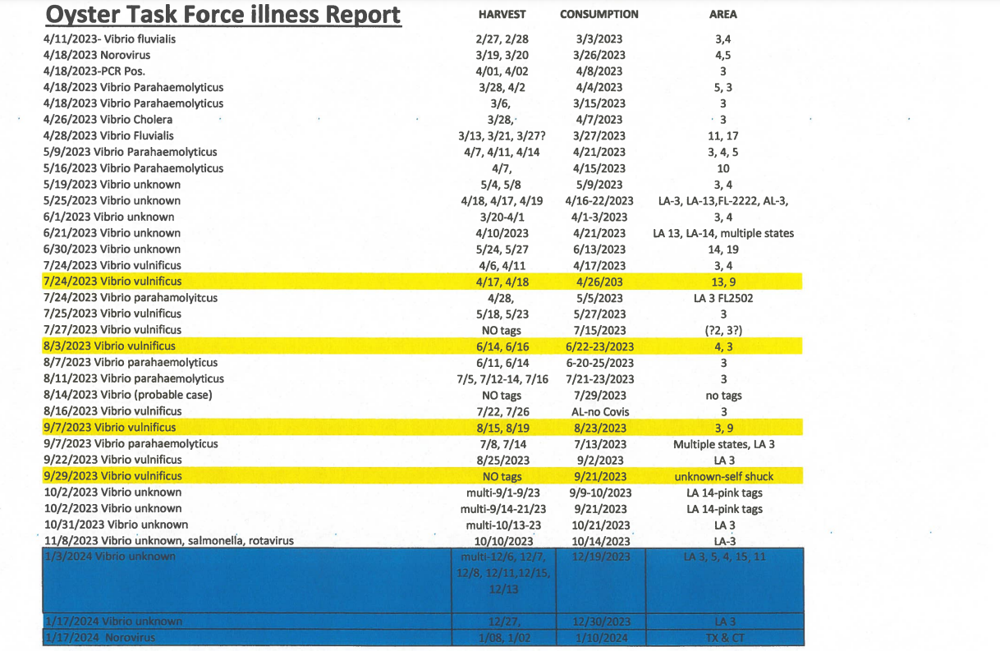 Oyster Task Force illness Report HARVEST CONSUMPTION AREA
4/11/2023- Vibrio fluvialis 2/27, 2/28 3/3/2023 3,4
4/18/2023 Norovirus 3/19, 3/20 3/26/2023 4,5
4/18/2023-PCR Pos. 4/01, 4/02 4/8/2023 3
4/18/2023 Vibrio Parahaemolyticus 3/28, 4/2 4/4/2023 5, 3
4/18/2023 Vibrio Parahaemolyticus 3/6, 3/15/2023 3
4/26/2023 Vibrio Cholera 3/28, 4/7/2023 3
4/28/2023 Vibrio Fluvialis 3/13, 3/21, 3/27? 3/27/2023 11, 17
5/9/2023 Vibrio Parahaemolyticus 4/7, 4/11, 4/14 4/21/2023 3, 4, 5
5/16/2023 Vibrio Parahaemolyticus 4/7, 4/15/2023 10
5/19/2023 Vibrio unknown 5/4, 5/8 5/9/2023 3, 4
5/25/2023 Vibrio unknown 4/18, 4/17, 4/19 4/16-22/2023 LA-3, LA-13,FL-2222, AL-3,
6/1/2023 Vibrio unknown 3/20-4/1 4/1-3/2023 3, 4
6/21/2023 Vibrio unknown 4/10/2023 4/21/2023 LA 13, LA-14, multiple states
6/30/2023 Vibrio unknown 5/24, 5/27 6/13/2023 14, 19
7/24/2023 Vibrio vulnificus 4/6, 4/11 4/17/2023 3, 4
7/24/2023 Vibrio vulnificus 4/17, 4/18 4/26/203 13, 9
7/24/2023 Vibrio parahamolyitcus 4/28, 5/5/2023 LA 3 FL2502
7/25/2023 Vibrio vulnificus 5/18, 5/23 5/27/2023 3
7/27/2023 Vibrio vulnificus NO tags 7/15/2023 (?2, 3?)
8/3/2023 Vibrio vulnificus 6/14, 6/16 6/22-23/2023 4, 3
8/7/2023 Vibrio parahaemolyticus 6/11, 6/14 6-20-25/2023 3
8/11/2023 Vibrio parahaemolyticus 7/5, 7/12-14, 7/16 7/21-23/2023 3
8/14/2023 Vibrio (probable case) NO tags 7/29/2023 no tags
8/16/2023 Vibrio vulnificus 7/22, 7/26 AL-no Covis 3
9/7/2023 Vibrio vulnificus 8/15, 8/19 8/23/2023 3, 9
9/7/2023 Vibrio parahaemolyticus 7/8, 7/14 7/13/2023 Multiple states, LA 3
9/22/2023 Vibrio vulnificus 8/25/2023 9/2/2023 LA 3
9/29/2023 Vibrio vulnificus NO tags 9/21/2023 unknown-self shuck
10/2/2023 Vibrio unknown multi-9/1-9/23 9/9-10/2023 LA 14-pink tags
10/2/2023 Vibrio unknown multi-9/14-21/23 9/21/2023 LA 14-pink tags
10/31/2023 Vibrio unknown multi-10/13-23 10/21/2023 LA 3
11/8/2023 Vibrio unknown, salmonella, rotavirus 10/10/2023 10/14/2023 LA-3
1/3/2024 Vibrio unknown multi-12/6, 12/7, 12/19/2023 LA 3, 5, 4, 15, 11
12/8, 12/11,12/15,
12/13
1/17/2024 Vibrio unknown 12/27, 12/30/2023 LA 3
1/17/2024 Norovirus 1/08, 1/02 1/10/2024 TX & CT